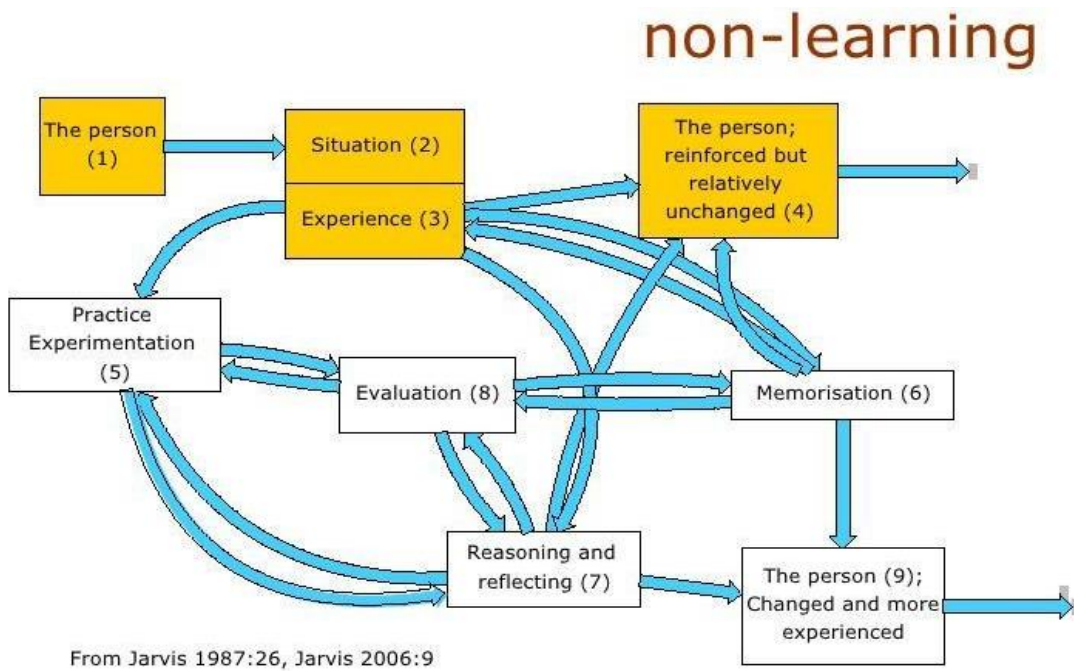 non-learning
The person
(1)
Situation (2)
Experience (3)
The person;
reinforced but
relatively
unchanged (4)
Practice
Experimentation
(5)
Evaluation (8)
Memorisation (6)
Reasoning and
reflecting (7)
The person (9);
Changed and more
experienced
From Jarvis 1987:26, Jarvis 2006:9